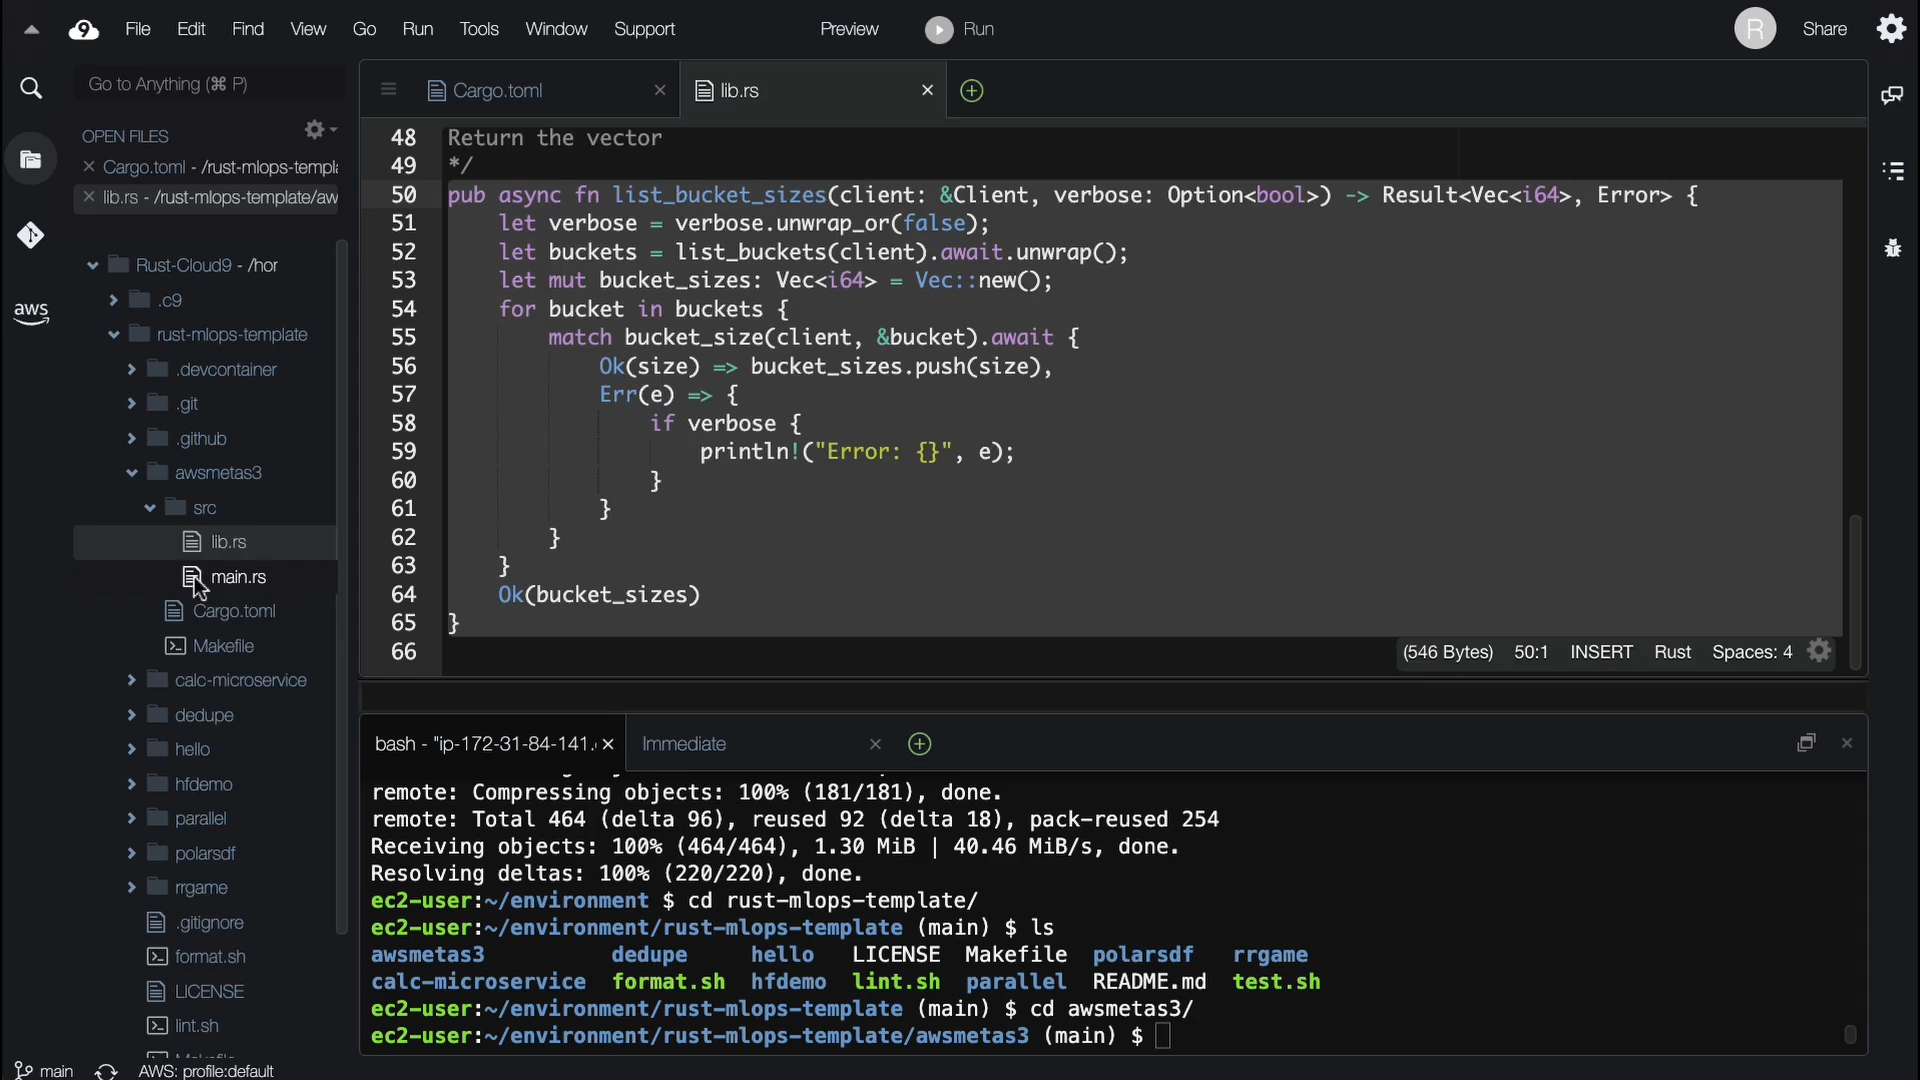 File Edit Find View Go Run Tools Window Support Preview Run R Share
Go to Anything (⌘ P)
OPEN FILES
Cargo.toml - /rust-mlops-templa
lib.rs - /rust-mlops-template/aw
aws
Rust-Cloud9 - /hor
.c9
rust-mlops-template
.devcontainer
.git
.github
awsmetas3
src
lib.rs
main.rs
Cargo.toml
Makefile
calc-microservice
dedupe
hello
hfdemo
parallel
polarsdf
rrgame
.gitignore
format.sh
LICENSE
lint.sh
Makefile
main AWS: profile:default
Cargo.toml lib.rs
48 Return the vector
49 */
50 pub async fn list_bucket_sizes(client: &Client, verbose: Option<bool>) -> Result<Vec<i64>, Error> {
51 let verbose = verbose.unwrap_or(false);
52 let buckets = list_buckets(client).await.unwrap();
53 let mut bucket_sizes: Vec<i64> = Vec::new();
54 for bucket in buckets {
55 match bucket_size(client, &bucket).await {
56 Ok(size) => bucket_sizes.push(size),
57 Err(e) => {
58 if verbose {
59 println!("Error: {}", e);
60 }
61 }
62 }
63 }
64 Ok(bucket_sizes)
65 }
66
(546 Bytes) 50:1 INSERT Rust Spaces: 4
bash - "ip-172-31-84-141. Immediate
remote: Compressing objects: 100% (181/181), done.
remote: Total 464 (delta 96), reused 92 (delta 18), pack-reused 254
Receiving objects: 100% (464/464), 1.30 MiB | 40.46 MiB/s, done.
Resolving deltas: 100% (220/220), done.
ec2-user:~/environment $ cd rust-mlops-template/
ec2-user:~/environment/rust-mlops-template (main) $ ls
awsmetas3 dedupe hello LICENSE Makefile polarsdf rrgame
calc-microservice format.sh hfdemo lint.sh parallel README.md test.sh
ec2-user:~/environment/rust-mlops-template (main) $ cd awsmetas3/
ec2-user:~/environment/rust-mlops-template/awsmetas3 (main) $